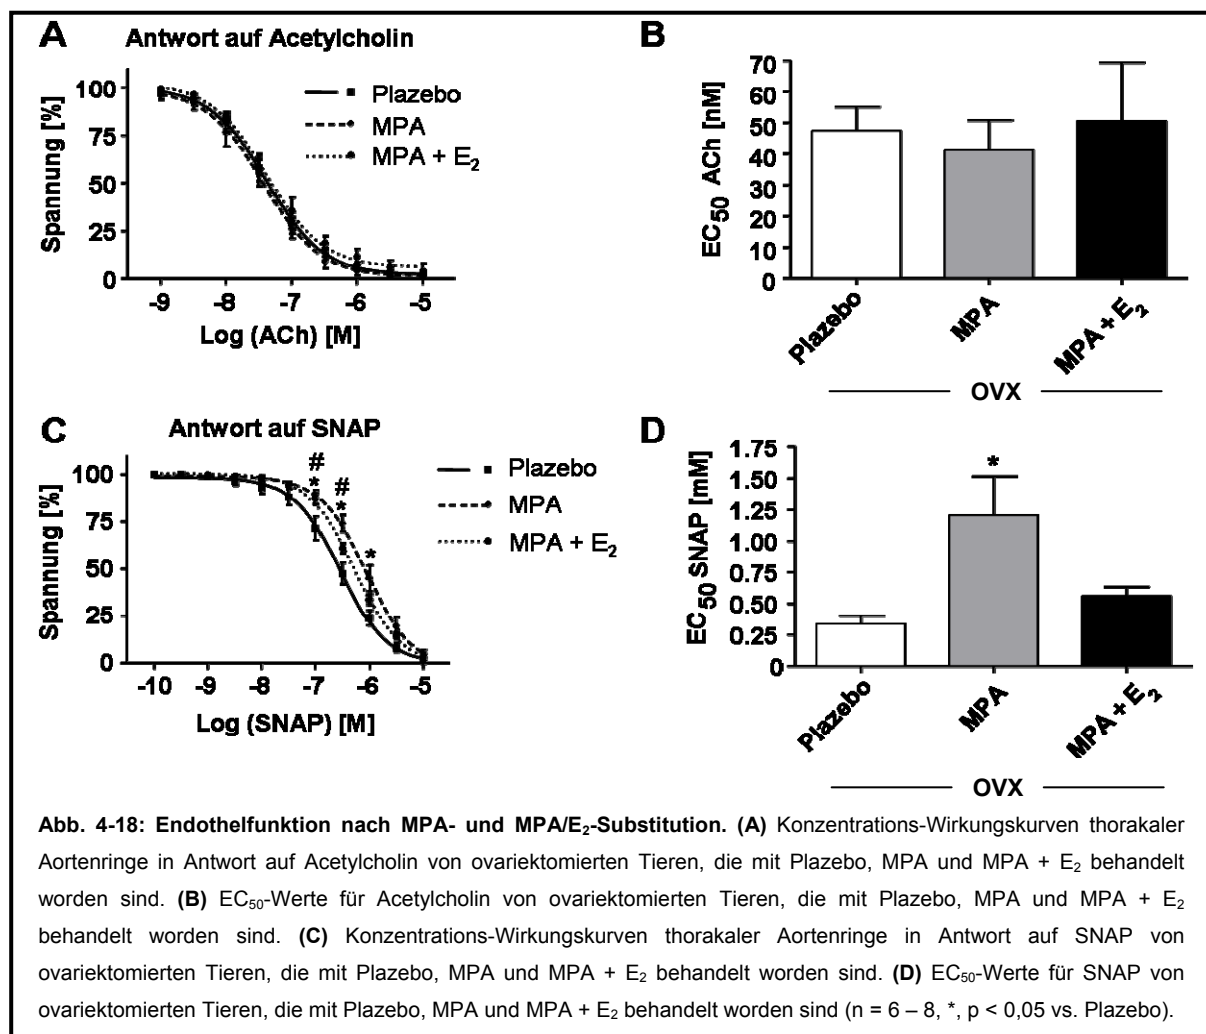 A Antwort auf Acetylcholin
Spannung [%]
100
75
50
25
0
-9 -8 -7 -6 -5
Log (ACh) [M]
Plazebo
MPA
MPA + E₂
B
EC₅₀ ACh [nM]
70
60
50
40
30
20
10
0
Plazebo MPA MPA + E₂
OVX
C Antwort auf SNAP
Spannung [%]
100
75
50
25
0
# # 
* * *
-10 -9 -8 -7 -6 -5
Log (SNAP) [M]
Plazebo
MPA
MPA + E₂
D
EC₅₀ SNAP [mM]
1.75
1.50
1.25
1.00
0.75
0.50
0.25
0
*
Plazebo MPA MPA + E₂
OVX
Abb. 4-18: Endothelfunktion nach MPA- und MPA/E₂-Substitution. (A) Konzentrations-Wirkungskurven thorakaler
Aortenringe in Antwort auf Acetylcholin von ovariektomierten Tieren, die mit Plazebo, MPA und MPA + E₂ behandelt
worden sind. (B) EC₅₀-Werte für Acetylcholin von ovariektomierten Tieren, die mit Plazebo, MPA und MPA + E₂
behandelt worden sind. (C) Konzentrations-Wirkungskurven thorakaler Aortenringe in Antwort auf SNAP von
ovariektomierten Tieren, die mit Plazebo, MPA und MPA + E₂ behandelt worden sind. (D) EC₅₀-Werte für SNAP von
ovariektomierten Tieren, die mit Plazebo, MPA und MPA + E₂ behandelt worden sind (n = 6 – 8, *, p < 0,05 vs. Plazebo).